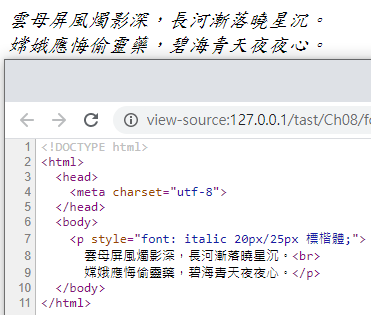 雲母屏風燭影深，長河漸落曉星沉。
嫦娥應悔偷靈藥，碧海青天夜夜心。
view-source:127.0.0.1/tast/Ch08/
1 <!DOCTYPE html>
2 <html>
3 <head>
4 <meta charset="utf-8">
5 </head>
6 <body>
7 <p style="font: italic 20px/25px 標楷體;">
8 雲母屏風燭影深，長河漸落曉星沉。<br>
9 嫦娥應悔偷靈藥，碧海青天夜夜心。</p>
10 </body>
11 </html>